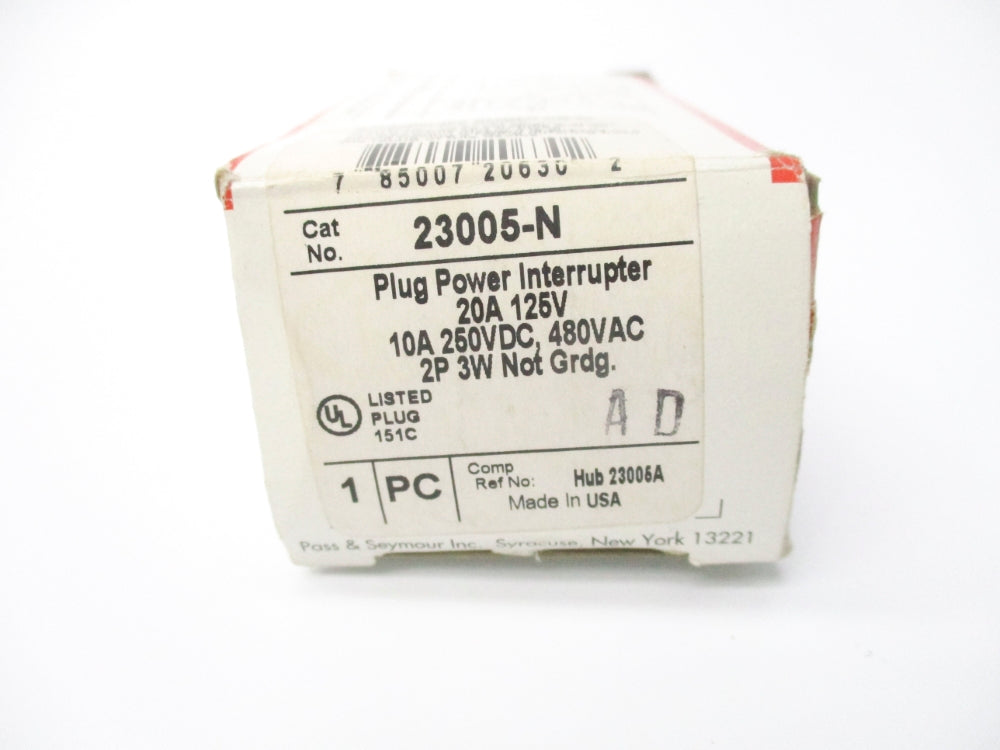 7 85007 20630 2
Cat No. 23005-N
Plug Power Interrupter
20A 125V
10A 250VDC, 480VAC
2P 3W Not Grdg.
UL LISTED
PLUG
151C
A D
1 PC
Comp Ref No: Hub 23005A
Made In USA
Pass & Seymour Inc. Syracuse, New York 13221